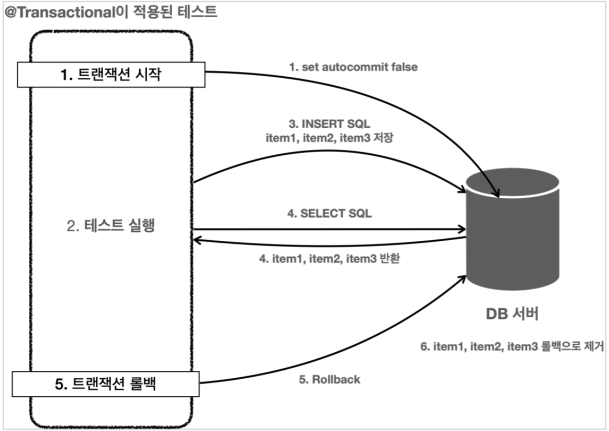 @Transactional이 적용된 테스트
1. 트랜잭션 시작
1. set autocommit false
3. INSERT SQL
item1, item2, item3 저장
2. 테스트 실행
4. SELECT SQL
4. item1, item2, item3 반환
DB 서버
6. item1, item2, item3 롤백으로 제거
5. 트랜잭션 롤백
5. Rollback